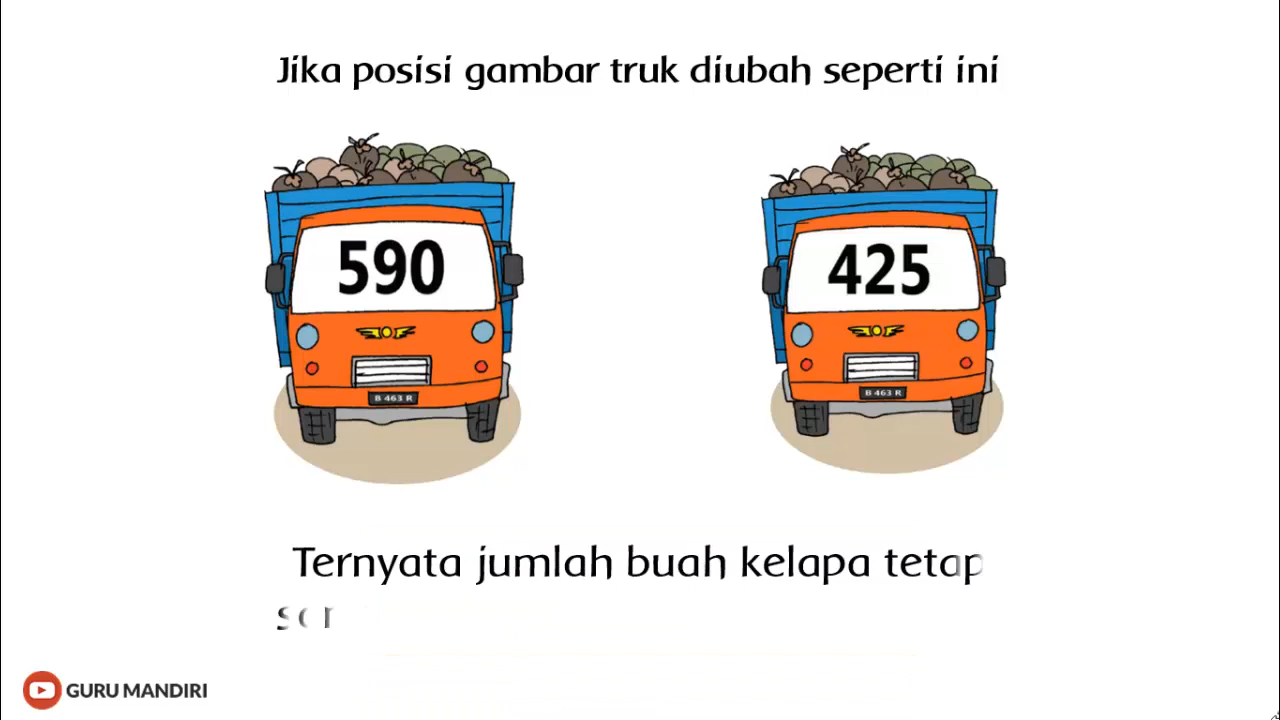 Jika posisi gambar truk diubah seperti ini
590 425
B 463 R B 463 R
Ternyata jumlah buah kelapa tetap
GURU MANDIRI